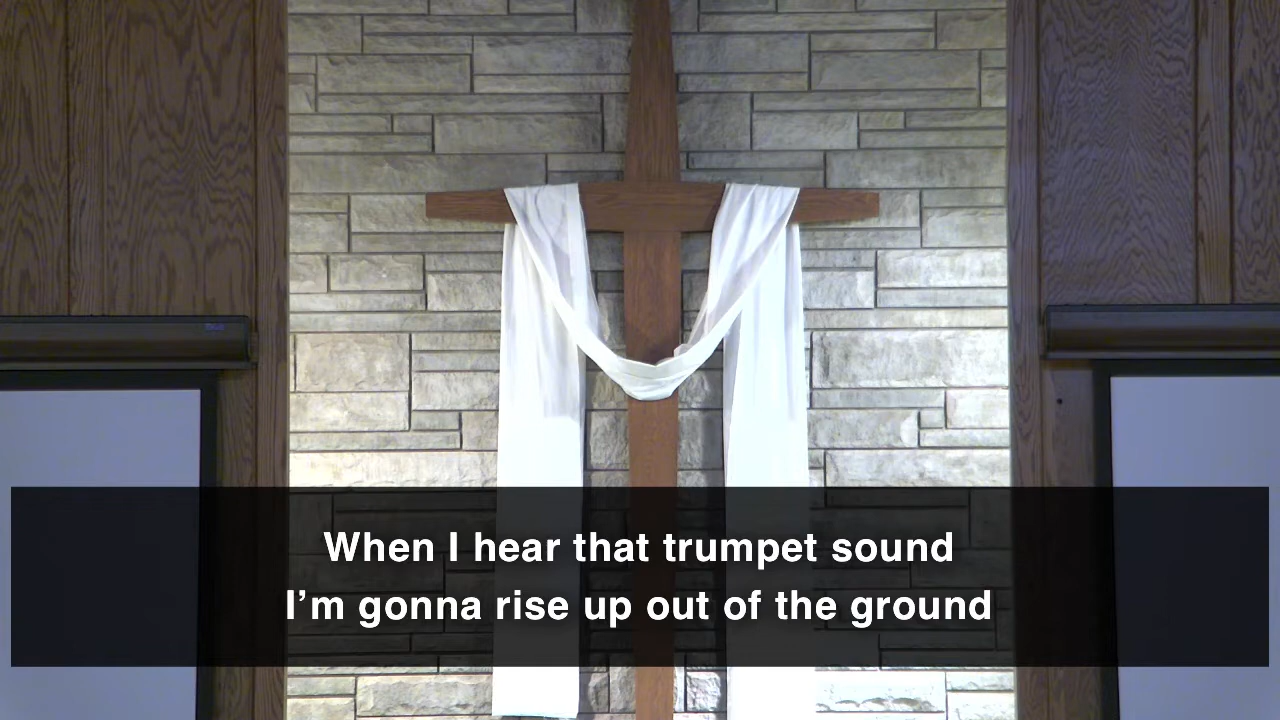 When I hear that trumpet sound
I’m gonna rise up out of the ground